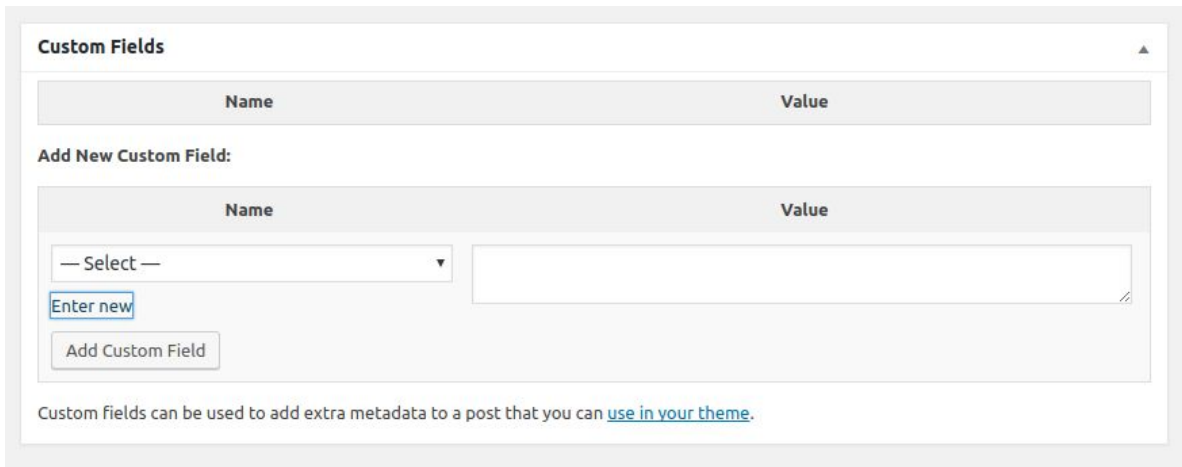 Custom Fields
Name Value
Add New Custom Field:
Name Value
— Select —
Enter new
Add Custom Field
Custom fields can be used to add extra metadata to a post that you can use in your theme.